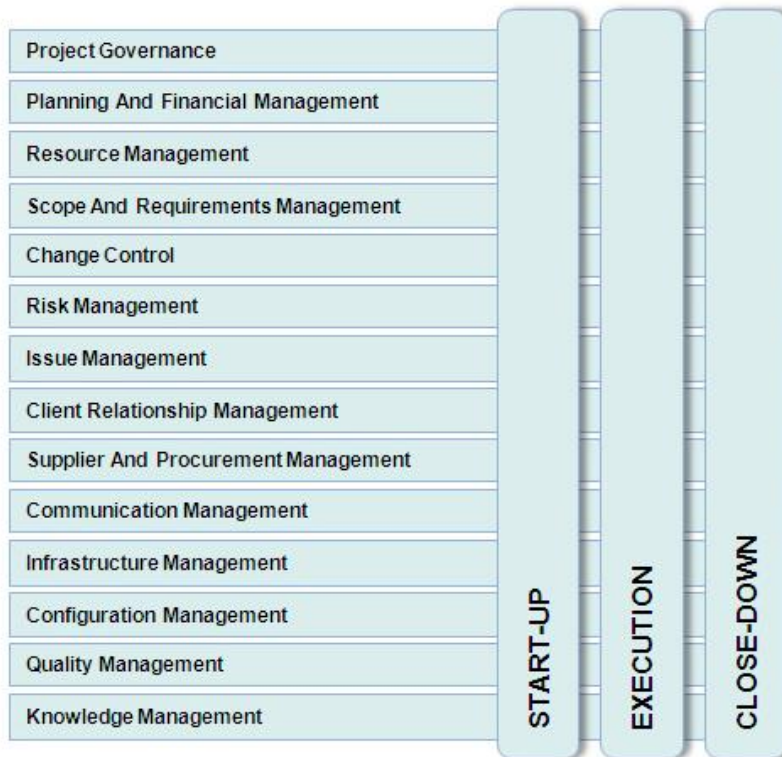 Project Governance
Planning And Financial Management
Resource Management
Scope And Requirements Management
Change Control
Risk Management
Issue Management
Client Relationship Management
Supplier And Procurement Management
Communication Management
Infrastructure Management
Configuration Management
Quality Management
Knowledge Management
START-UP
EXECUTION
CLOSE-DOWN